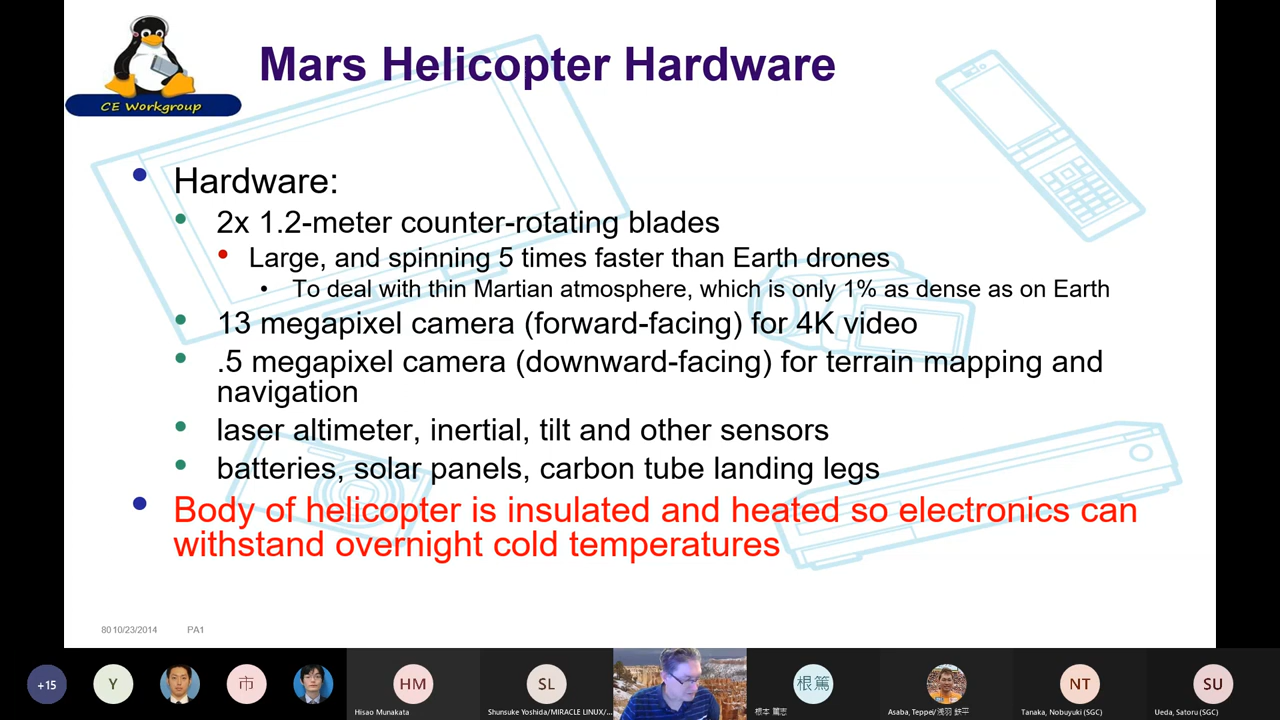 CE Workgroup
Mars Helicopter Hardware
Hardware:
2x 1.2-meter counter-rotating blades
Large, and spinning 5 times faster than Earth drones
To deal with thin Martian atmosphere, which is only 1% as dense as on Earth
13 megapixel camera (forward-facing) for 4K video
.5 megapixel camera (downward-facing) for terrain mapping and
navigation
laser altimeter, inertial, tilt and other sensors
batteries, solar panels, carbon tube landing legs
Body of helicopter is insulated and heated so electronics can
withstand overnight cold temperatures
80 10/23/2014 PA1
+15
Y
市
HM
SL
根篤
NT
SU
Hisao Munakata
Shunsuke Yoshida/MIRACLE LINUX/...
根本 篤志
Asaba, Teppei/浅羽 鉄平
Tanaka, Nobuyuki (SGC)
Ueda, Satoru (SGC)